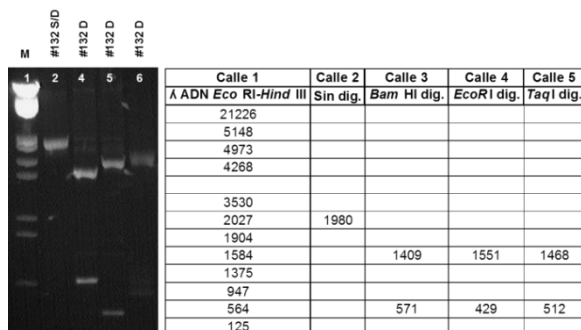 M
#132 S/D
#132 D
#132 D
#132 D
1 2 4 5 6
Calle 1 Calle 2 Calle 3 Calle 4 Calle 5
λ ADN Eco RI-Hind III Sin dig. Bam HI dig. EcoR I dig. Taq I dig.
21226
5148
4973
4268
3530
2027 1980
1904
1584 1409 1551 1468
1375
947
564 571 429 512
125